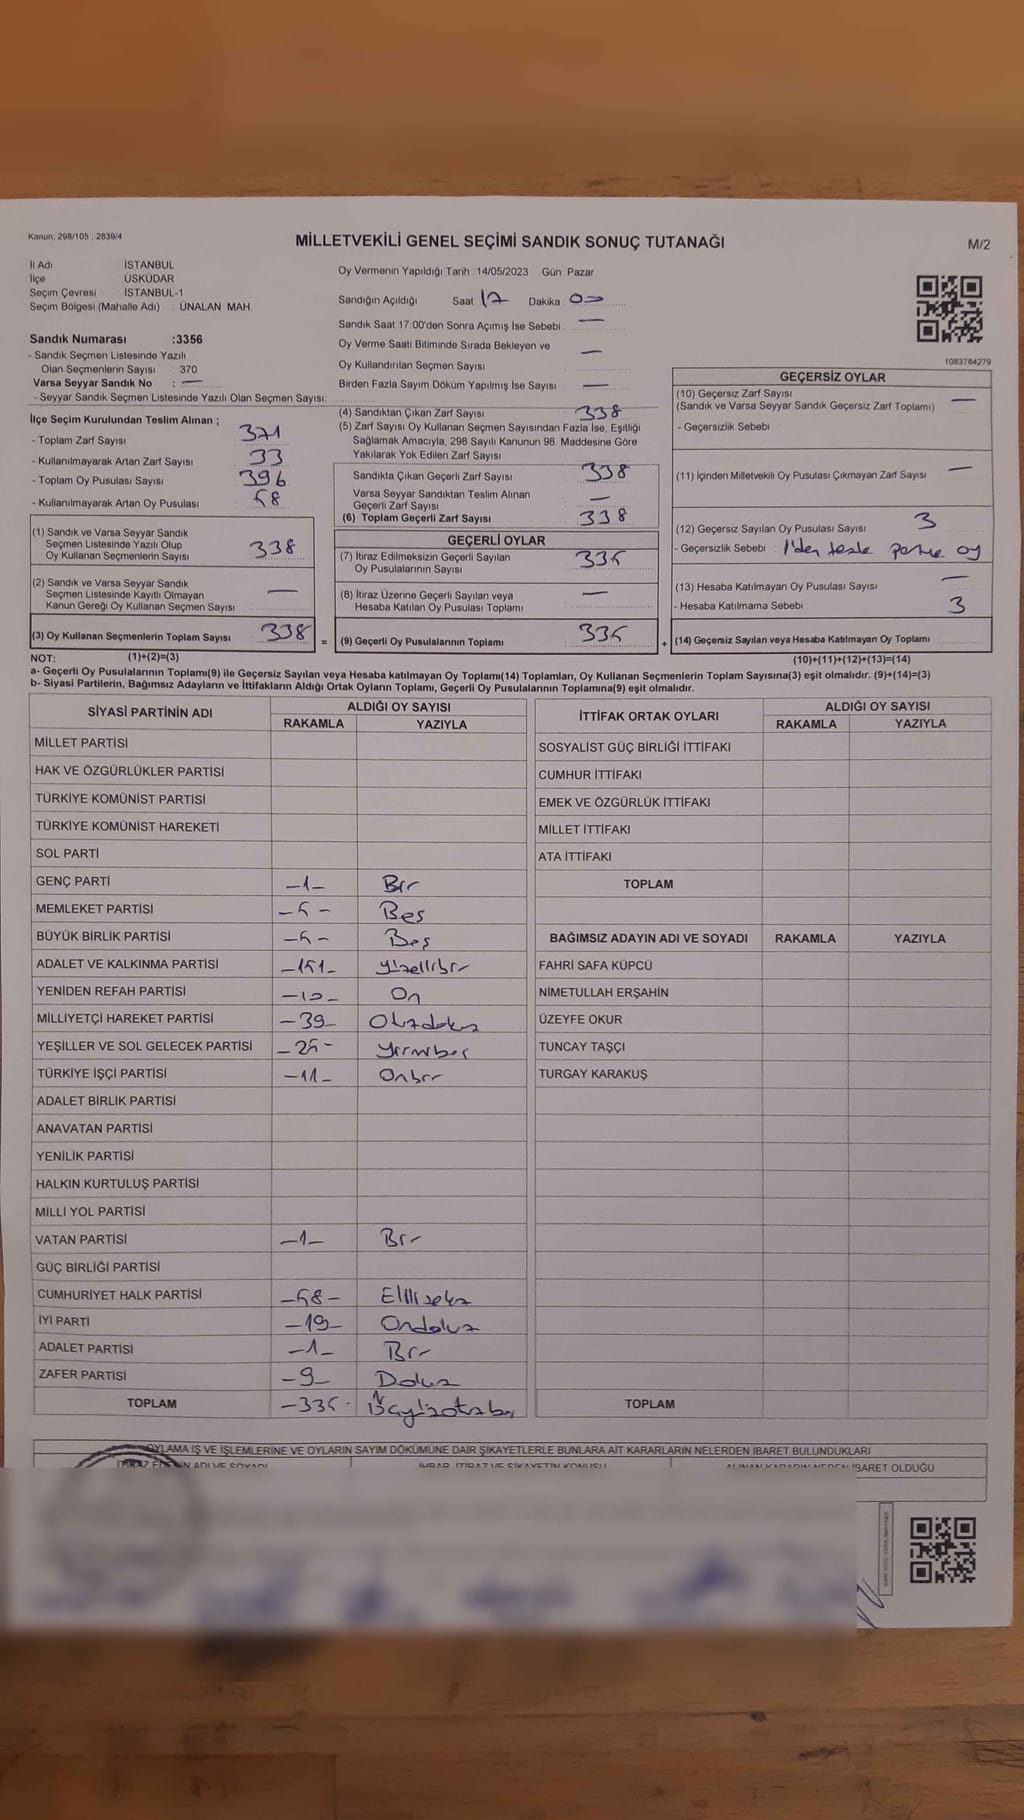 Kanun: 298/105 , 2839/4
MİLLETVEKİLİ GENEL SEÇİMİ SANDIK SONUÇ TUTANAĞI
M/2
İl Adı İSTANBUL
İlçe ÜSKÜDAR
Seçim Çevresi : İSTANBUL-1
Seçim Bölgesi (Mahalle Adı) : ÜNALAN MAH.
Oy Vermenin Yapıldığı Tarih : 14/05/2023 Gün: Pazar
Sandığın Açıldığı Saat 17 Dakika : 00
Sandık Saat 17:00'den Sonra Açımış İse Sebebi : —
Oy Verme Saati Bitiminde Sırada Bekleyen ve
Oy Kullandırılan Seçmen Sayısı —
Birden Fazla Sayım Döküm Yapılmış İse Sayısı —
1083784279
Sandık Numarası :3356
- Sandık Seçmen Listesinde Yazılı
Olan Seçmenlerin Sayısı : 370
Varsa Seyyar Sandık No : —
- Seyyar Sandık Seçmen Listesinde Yazılı Olan Seçmen Sayısı:
İlçe Seçim Kurulundan Teslim Alınan ;
- Toplam Zarf Sayısı 371
- Kullanılmayarak Artan Zarf Sayısı 33
- Toplam Oy Pusulası Sayısı 396
- Kullanılmayarak Artan Oy Pusulası 58
(1) Sandık ve Varsa Seyyar Sandık
Seçmen Listesinde Yazılı Olup
Oy Kullanan Seçmenlerin Sayısı 338
(2) Sandık ve Varsa Seyyar Sandık
Seçmen Listesinde Kayıtlı Olmayan
Kanun Gereği Oy Kullanan Seçmen Sayısı —
(3) Oy Kullanan Seçmenlerin Toplam Sayısı 338 =
(4) Sandıktan Çıkan Zarf Sayısı 338
(5) Zarf Sayısı Oy Kullanan Seçmen Sayısından Fazla İse, Eşitliği
Sağlamak Amacıyla, 298 Sayılı Kanunun 98. Maddesine Göre
Yakılarak Yok Edilen Zarf Sayısı
Sandıkta Çıkan Geçerli Zarf Sayısı 338
Varsa Seyyar Sandıktan Teslim Alınan
Geçerli Zarf Sayısı —
(6) Toplam Geçerli Zarf Sayısı 338
GEÇERLİ OYLAR
(7) İtiraz Edilmeksizin Geçerli Sayılan
Oy Pusulalarının Sayısı 335
(8) İtiraz Üzerine Geçerli Sayılan veya
Hesaba Katılan Oy Pusulası Toplamı —
(9) Geçerli Oy Pusulalarının Toplamı 335 +
GEÇERSİZ OYLAR
(10) Geçersiz Zarf Sayısı —
(Sandık ve Varsa Seyyar Sandık Geçersiz Zarf Toplamı)
- Geçersizlik Sebebi :
(11) İçinden Milletvekili Oy Pusulası Çıkmayan Zarf Sayısı —
(12) Geçersiz Sayılan Oy Pusulası Sayısı 3
- Geçersizlik Sebebi : 1'den oy
(13) Hesaba Katılmayan Oy Pusulası Sayısı —
- Hesaba Katılmama Sebebi : 3
(14) Geçersiz Sayılan veya Hesaba Katılmayan Oy Toplamı
NOT: (1)+(2)=(3) (10)+(11)+(12)+(13)=(14)
a- Geçerli Oy Pusulalarının Toplamı(9) ile Geçersiz Sayılan veya Hesaba katılmayan Oy Toplamı(14) Toplamları, Oy Kullanan Seçmenlerin Toplam Sayısına(3) eşit olmalıdır. (9)+(14)=(3)
b- Siyasi Partilerin, Bağımsız Adayların ve İttifakların Aldığı Ortak Oyların Toplamı, Geçerli Oy Pusulalarının Toplamına(9) eşit olmalıdır.
SİYASİ PARTİNİN ADI ALDIĞI OY SAYISI
RAKAMLA YAZIYLA
MİLLET PARTİSİ
HAK VE ÖZGÜRLÜKLER PARTİSİ
TÜRKİYE KOMÜNİST PARTİSİ
TÜRKİYE KOMÜNİST HAREKETİ
SOL PARTİ
GENÇ PARTİ -1- Bir
MEMLEKET PARTİSİ -5- Beş
BÜYÜK BİRLİK PARTİSİ -5- Beş
ADALET VE KALKINMA PARTİSİ -151- Yüzellibir
YENİDEN REFAH PARTİSİ -10- On
MİLLİYETÇİ HAREKET PARTİSİ -39- Otuzdokuz
YEŞİLLER VE SOL GELECEK PARTİSİ -25- Yirmibeş
TÜRKİYE İŞÇİ PARTİSİ -11- Onbir
ADALET BİRLİK PARTİSİ
ANAVATAN PARTİSİ
YENİLİK PARTİSİ
HALKIN KURTULUŞ PARTİSİ
MİLLİ YOL PARTİSİ
VATAN PARTİSİ -1- Bir
GÜÇ BİRLİĞİ PARTİSİ
CUMHURİYET HALK PARTİSİ -58- Ellisekiz
İYİ PARTİ -19- Ondokuz
ADALET PARTİSİ -1- Bir
ZAFER PARTİSİ -9- Dokuz
TOPLAM -335- Üçyüzotuzbeş
İTTİFAK ORTAK OYLARI ALDIĞI OY SAYISI
RAKAMLA YAZIYLA
SOSYALİST GÜÇ BİRLİĞİ İTTİFAKI
CUMHUR İTTİFAKI
EMEK VE ÖZGÜRLÜK İTTİFAKI
MİLLET İTTİFAKI
ATA İTTİFAKI
TOPLAM
BAĞIMSIZ ADAYIN ADI VE SOYADI RAKAMLA YAZIYLA
FAHRİ SAFA KÜPCÜ
NİMETULLAH ERŞAHİN
ÜZEYFE OKUR
TUNCAY TAŞÇI
TURGAY KARAKUŞ
TOPLAM
OYLAMA İŞ VE İŞLEMLERİNE VE OYLARIN SAYIM DÖKÜMÜNE DAİR ŞİKAYETLERLE BUNLARA AİT KARARLARIN NELERDEN İBARET BULUNDUKLARI
İTİRAZ EDENİN ADI VE SOYADI İHBAR, İTİRAZ VE ŞİKAYETİN KONUSU ALINAN KARARIN NEDEN İBARET OLDUĞU